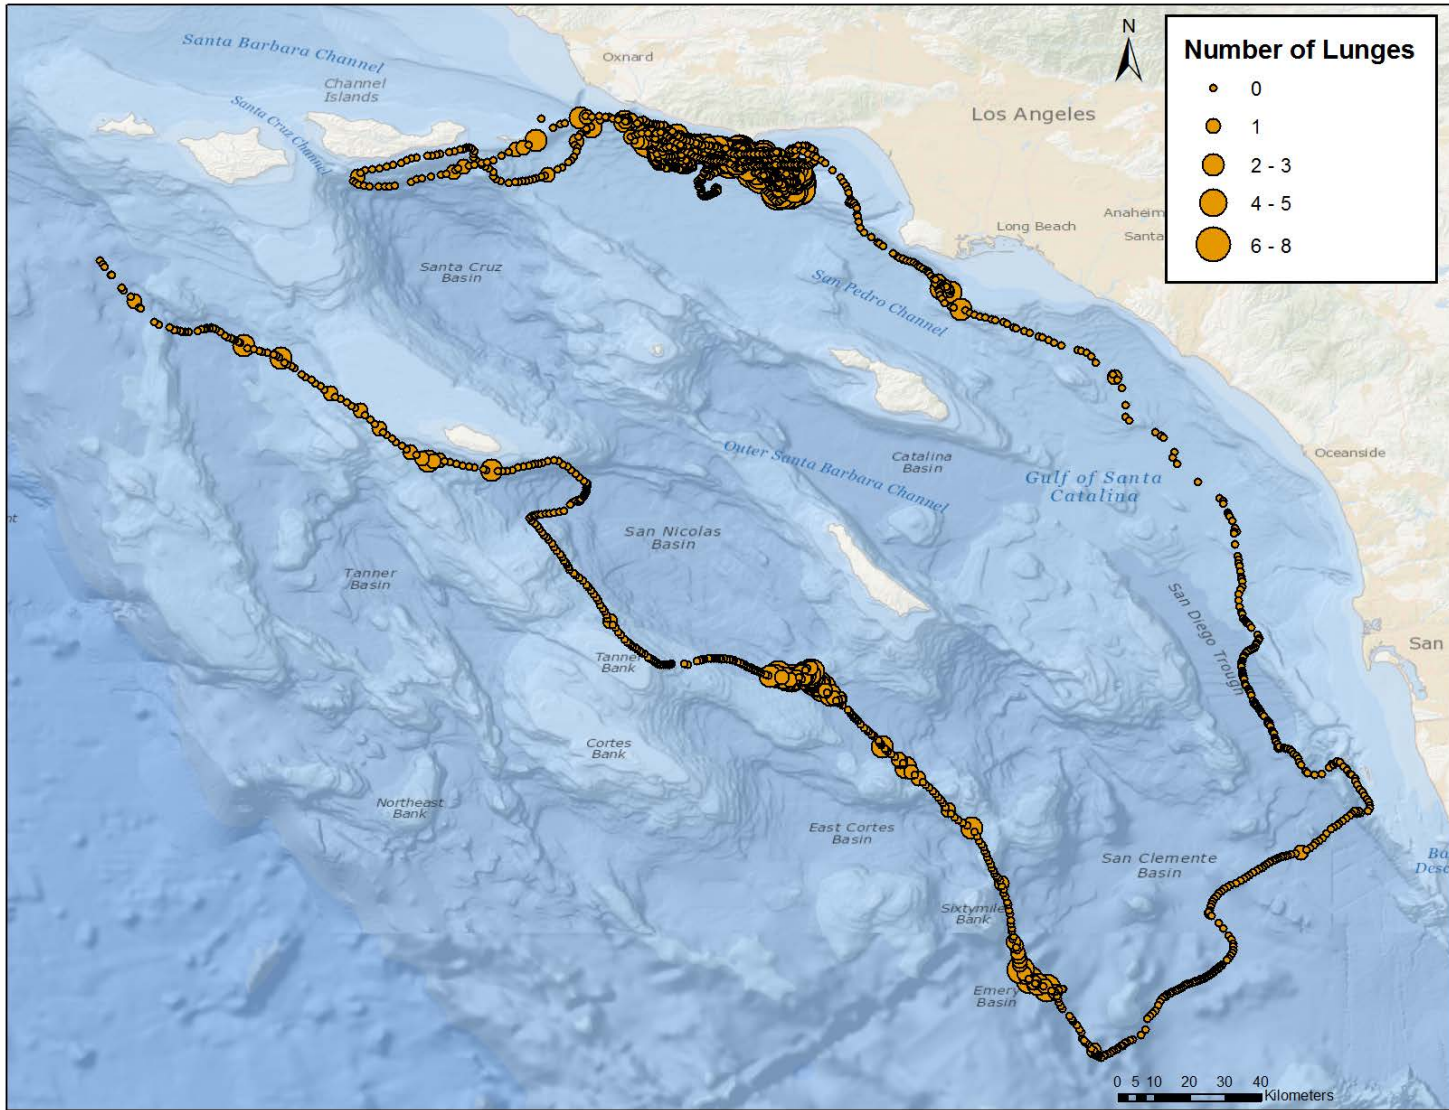 Santa Barbara Channel
Channel
Islands
Santa Cruz Channel
Oxnard
N
Los Angeles
Number of Lunges
0
1
2 - 3
4 - 5
6 - 8
Long Beach
Anaheim
Santa
Santa Cruz
Basin
San Pedro Channel
Outer Santa Barbara Channel
Catalina
Basin
Gulf of Santa
Catalina
Oceanside
nt
San Nicolas
Basin
Tanner
Basin
San Diego Trough
San
Tanner
Bank
Cortes
Bank
Northeast
Bank
East Cortes
Basin
San Clemente
Basin
Ba
Desc
Sixtymile
Bank
Emery
Basin
0 5 10 20 30 40
Kilometers